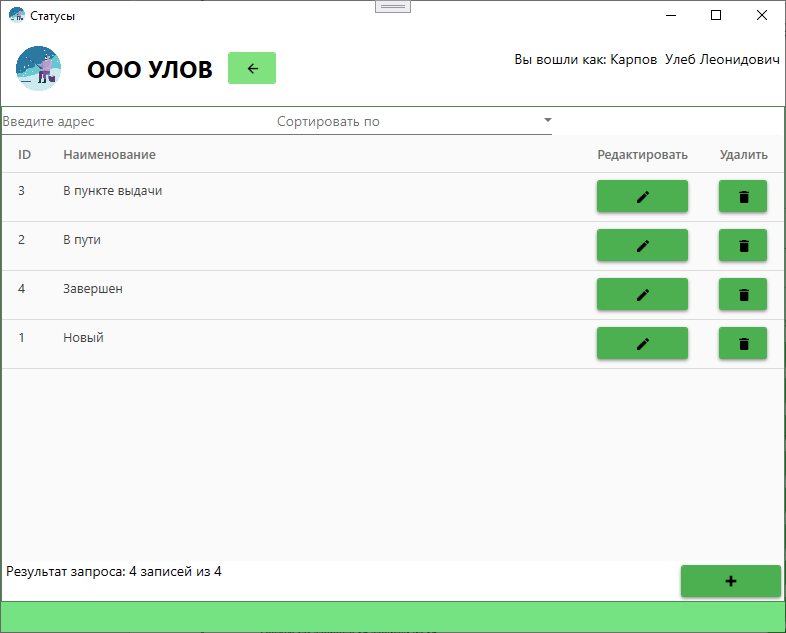 Статусы
ООО УЛОВ
Вы вошли как: Карпов  Улеб Леонидович
Введите адрес Сортировать по
ID Наименование Редактировать Удалить
3 В пункте выдачи
2 В пути
4 Завершен
1 Новый
Результат запроса: 4 записей из 4